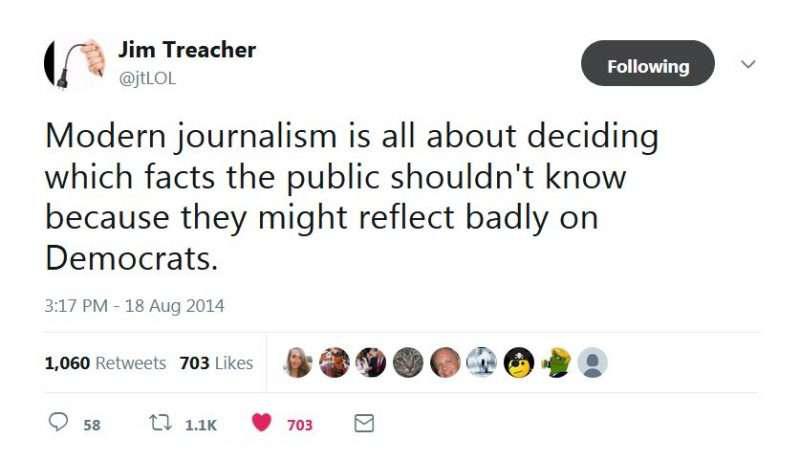 Jim Treacher
@jtLOL
Following
Modern journalism is all about deciding
which facts the public shouldn't know
because they might reflect badly on
Democrats.
3:17 PM - 18 Aug 2014
1,060 Retweets 703 Likes
58 1.1K 703